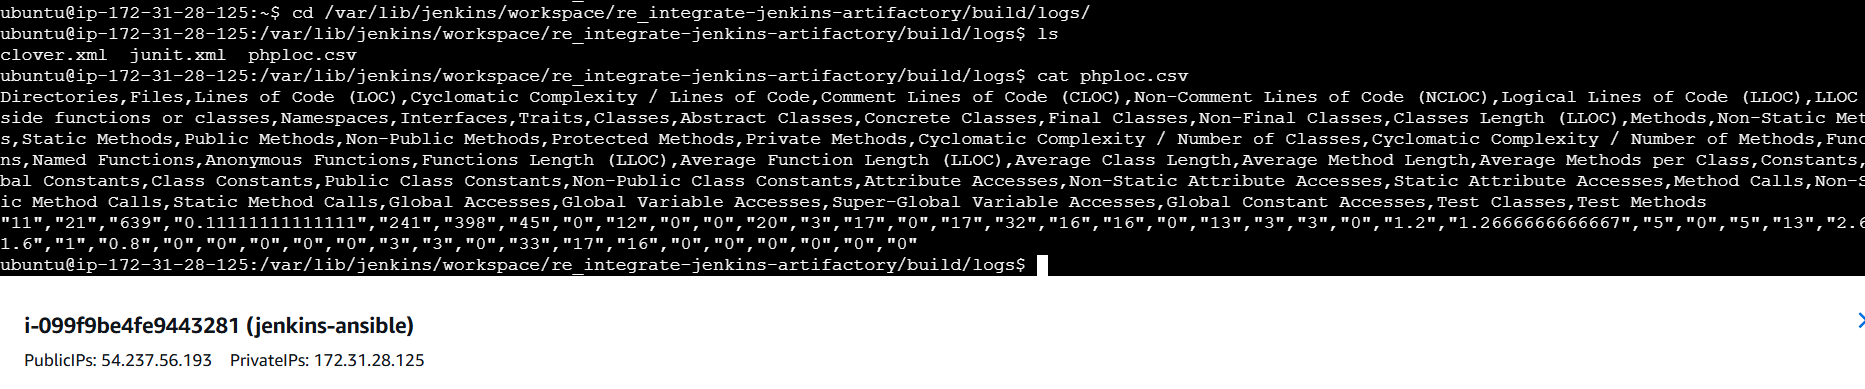 ubuntu@ip-172-31-28-125:~$ cd /var/lib/jenkins/workspace/re_integrate-jenkins-artifactory/build/logs/
ubuntu@ip-172-31-28-125:/var/lib/jenkins/workspace/re_integrate-jenkins-artifactory/build/logs$ ls
clover.xml  junit.xml  phploc.csv
ubuntu@ip-172-31-28-125:/var/lib/jenkins/workspace/re_integrate-jenkins-artifactory/build/logs$ cat phploc.csv
Directories,Files,Lines of Code (LOC),Cyclomatic Complexity / Lines of Code,Comment Lines of Code (CLOC),Non-Comment Lines of Code (NCLOC),Logical Lines of Code (LLOC),LLOC
side functions or classes,Namespaces,Interfaces,Traits,Classes,Abstract Classes,Concrete Classes,Final Classes,Non-Final Classes,Classes Length (LLOC),Methods,Non-Static Met
s,Static Methods,Public Methods,Non-Public Methods,Protected Methods,Private Methods,Cyclomatic Complexity / Number of Classes,Cyclomatic Complexity / Number of Methods,Func
ns,Named Functions,Anonymous Functions,Functions Length (LLOC),Average Function Length (LLOC),Average Class Length,Average Method Length,Average Methods per Class,Constants,
bal Constants,Class Constants,Public Class Constants,Non-Public Class Constants,Attribute Accesses,Non-Static Attribute Accesses,Static Attribute Accesses,Method Calls,Non-S
ic Method Calls,Static Method Calls,Global Accesses,Global Variable Accesses,Super-Global Variable Accesses,Global Constant Accesses,Test Classes,Test Methods
"11","21","639","0.11111111111111","241","398","45","0","12","0","0","20","3","17","0","17","32","16","16","0","13","3","3","0","1.2","1.2666666666667","5","0","5","13","2.6
1.6","1","0.8","0","0","0","0","0","3","3","0","33","17","16","0","0","0","0","0","0"
ubuntu@ip-172-31-28-125:/var/lib/jenkins/workspace/re_integrate-jenkins-artifactory/build/logs$
i-099f9be4fe9443281 (jenkins-ansible)
PublicIPs: 54.237.56.193   PrivateIPs: 172.31.28.125